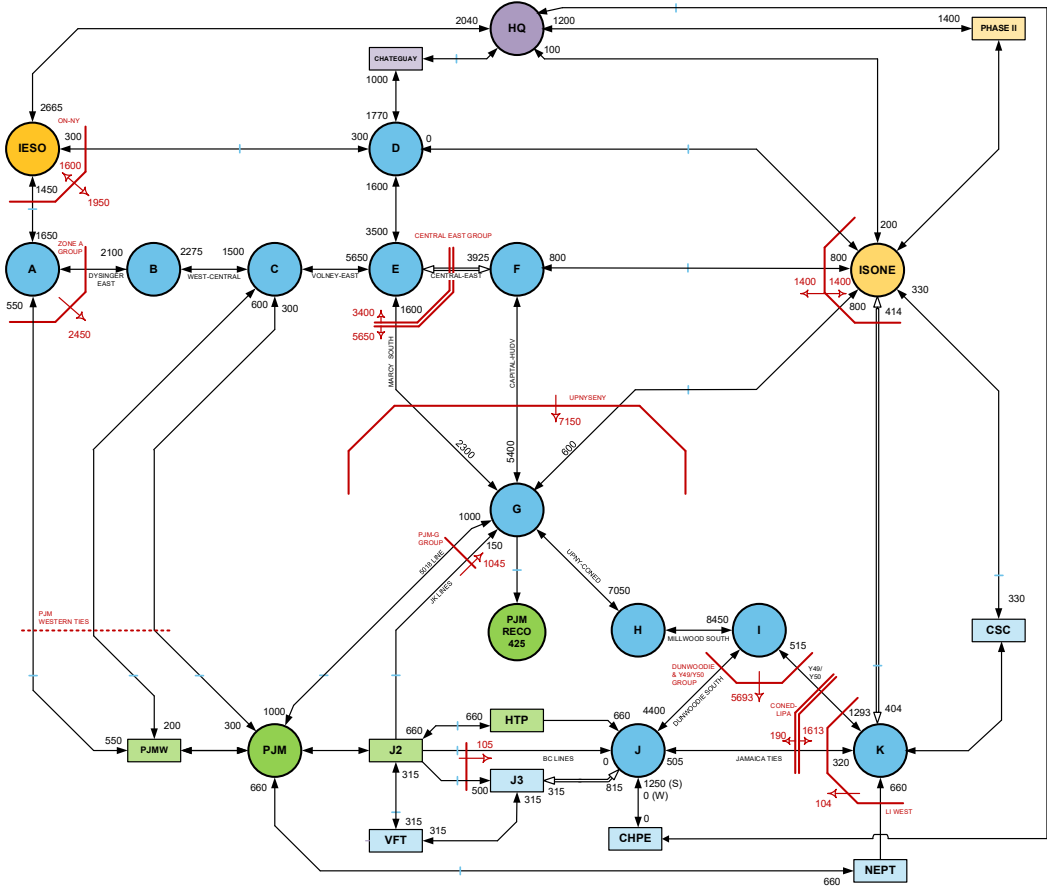 2040
HQ
1200
1400
PHASE II
100
CHATEGUAY
1000
2665
ON-NY
1770
IESO
300
300
D
0
1600
1450
1950
1600
200
1650
ZONE A
GROUP
2100
2275
1500
5650
3500
CENTRAL EAST GROUP
3925
800
800
A
B
C
E
F
ISONE
DYSINGER
EAST
WEST-CENTRAL
VOLNEY-EAST
CENTRAL-EAST
550
600
300
1400
1400
330
2450
3400
1600
800
414
5650
MARCY SOUTH
CAPITAL-HUDV
UPNYSENY
7150
2300
5400
600
G
1000
PJM-G
GROUP
150
1045
5018 LINE
JK LINES
UPNY-CONED
7050
PJM
WESTERN TIES
PJM
RECO
425
H
8450
MILLWOOD SOUTH
I
515
330
CSC
DUNWOODIE
& Y49/Y50
GROUP
Y49/
Y50
5693
DUNWOODIE SOUTH
CONED-
LIPA
4400
1293
404
1000
200
300
660
HTP
660
190
1613
550
PJMW
PJM
660
J2
105
BC LINES
0
J
505
JAMAICA TIES
320
K
660
315
500
J3
315
815
1250 (S)
0 (W)
104
660
315
LI WEST
315
VFT
315
0
CHPE
NEPT
660